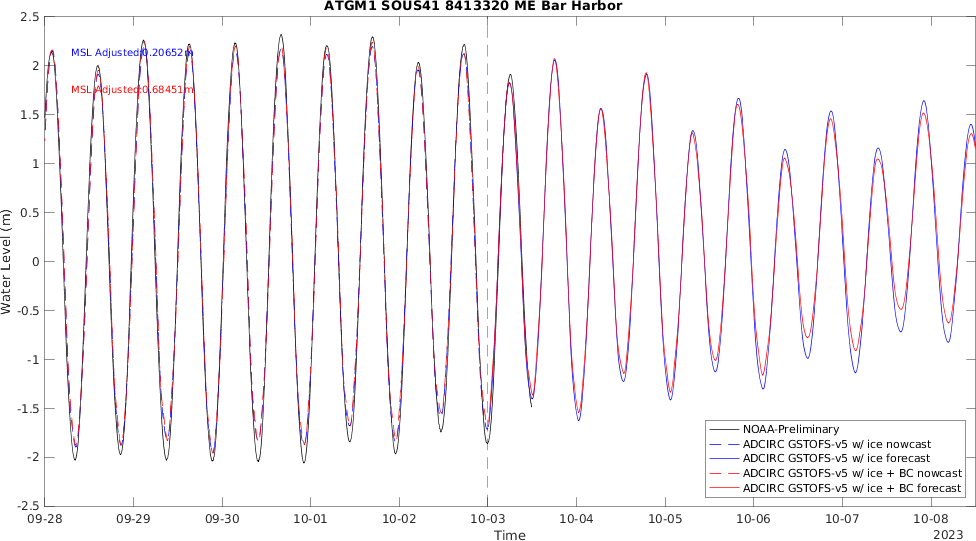 ATGM1 SOUS41 8413320 ME Bar Harbor
2.5
2
1.5
1
0.5
0
-0.5
-1
-1.5
-2
-2.5
Water Level (m)
MSL Adjusted:0.20652m
MSL Adjusted:0.68451m
NOAA-Preliminary
ADCIRC GSTOFS-v5 w/ ice nowcast
ADCIRC GSTOFS-v5 w/ ice forecast
ADCIRC GSTOFS-v5 w/ ice + BC nowcast
ADCIRC GSTOFS-v5 w/ ice + BC forecast
09-28 09-29 09-30 10-01 10-02 10-03 10-04 10-05 10-06 10-07 10-08
Time
2023